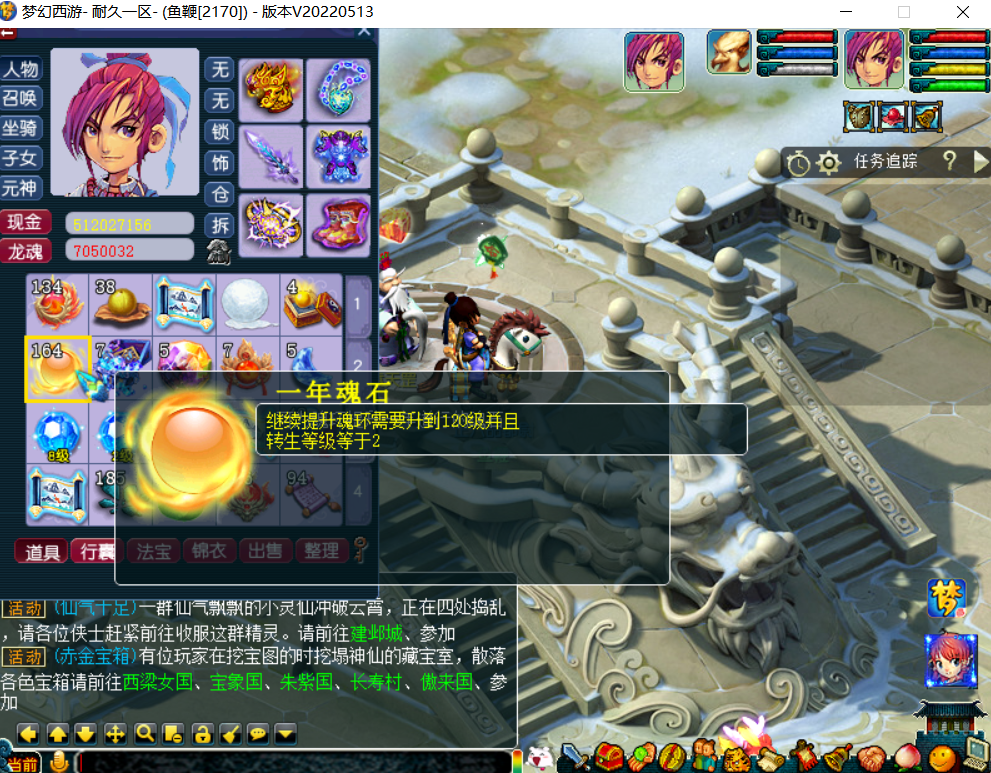 梦幻西游- 耐久一区- (鱼鞭[2170]) - 版本V20220513
人物
召唤
坐骑
子女
元神
无
无
锁
饰
仓
拆
现金 512027156
龙魂 7050032
任务追踪 ?
134 38 4 1
164 7 5 7 5 2
一年魂石
继续提升魂环需要升到120级并且
转生等级等于2
8级
185 94 4
道具 行囊 法宝 锦衣 出售 整理
活动 (仙气十足)一群仙气飘飘的小灵仙冲破云霄，正在四处捣乱
，请各位侠士赶紧前往收服这群精灵。请前往建邺城、参加
活动 (赤金宝箱)有位玩家在挖宝图的时挖塌神仙的藏宝室，散落
各色宝箱请前往西梁女国、宝象国、朱紫国、长寿村、傲来国、参
加
梦
当前